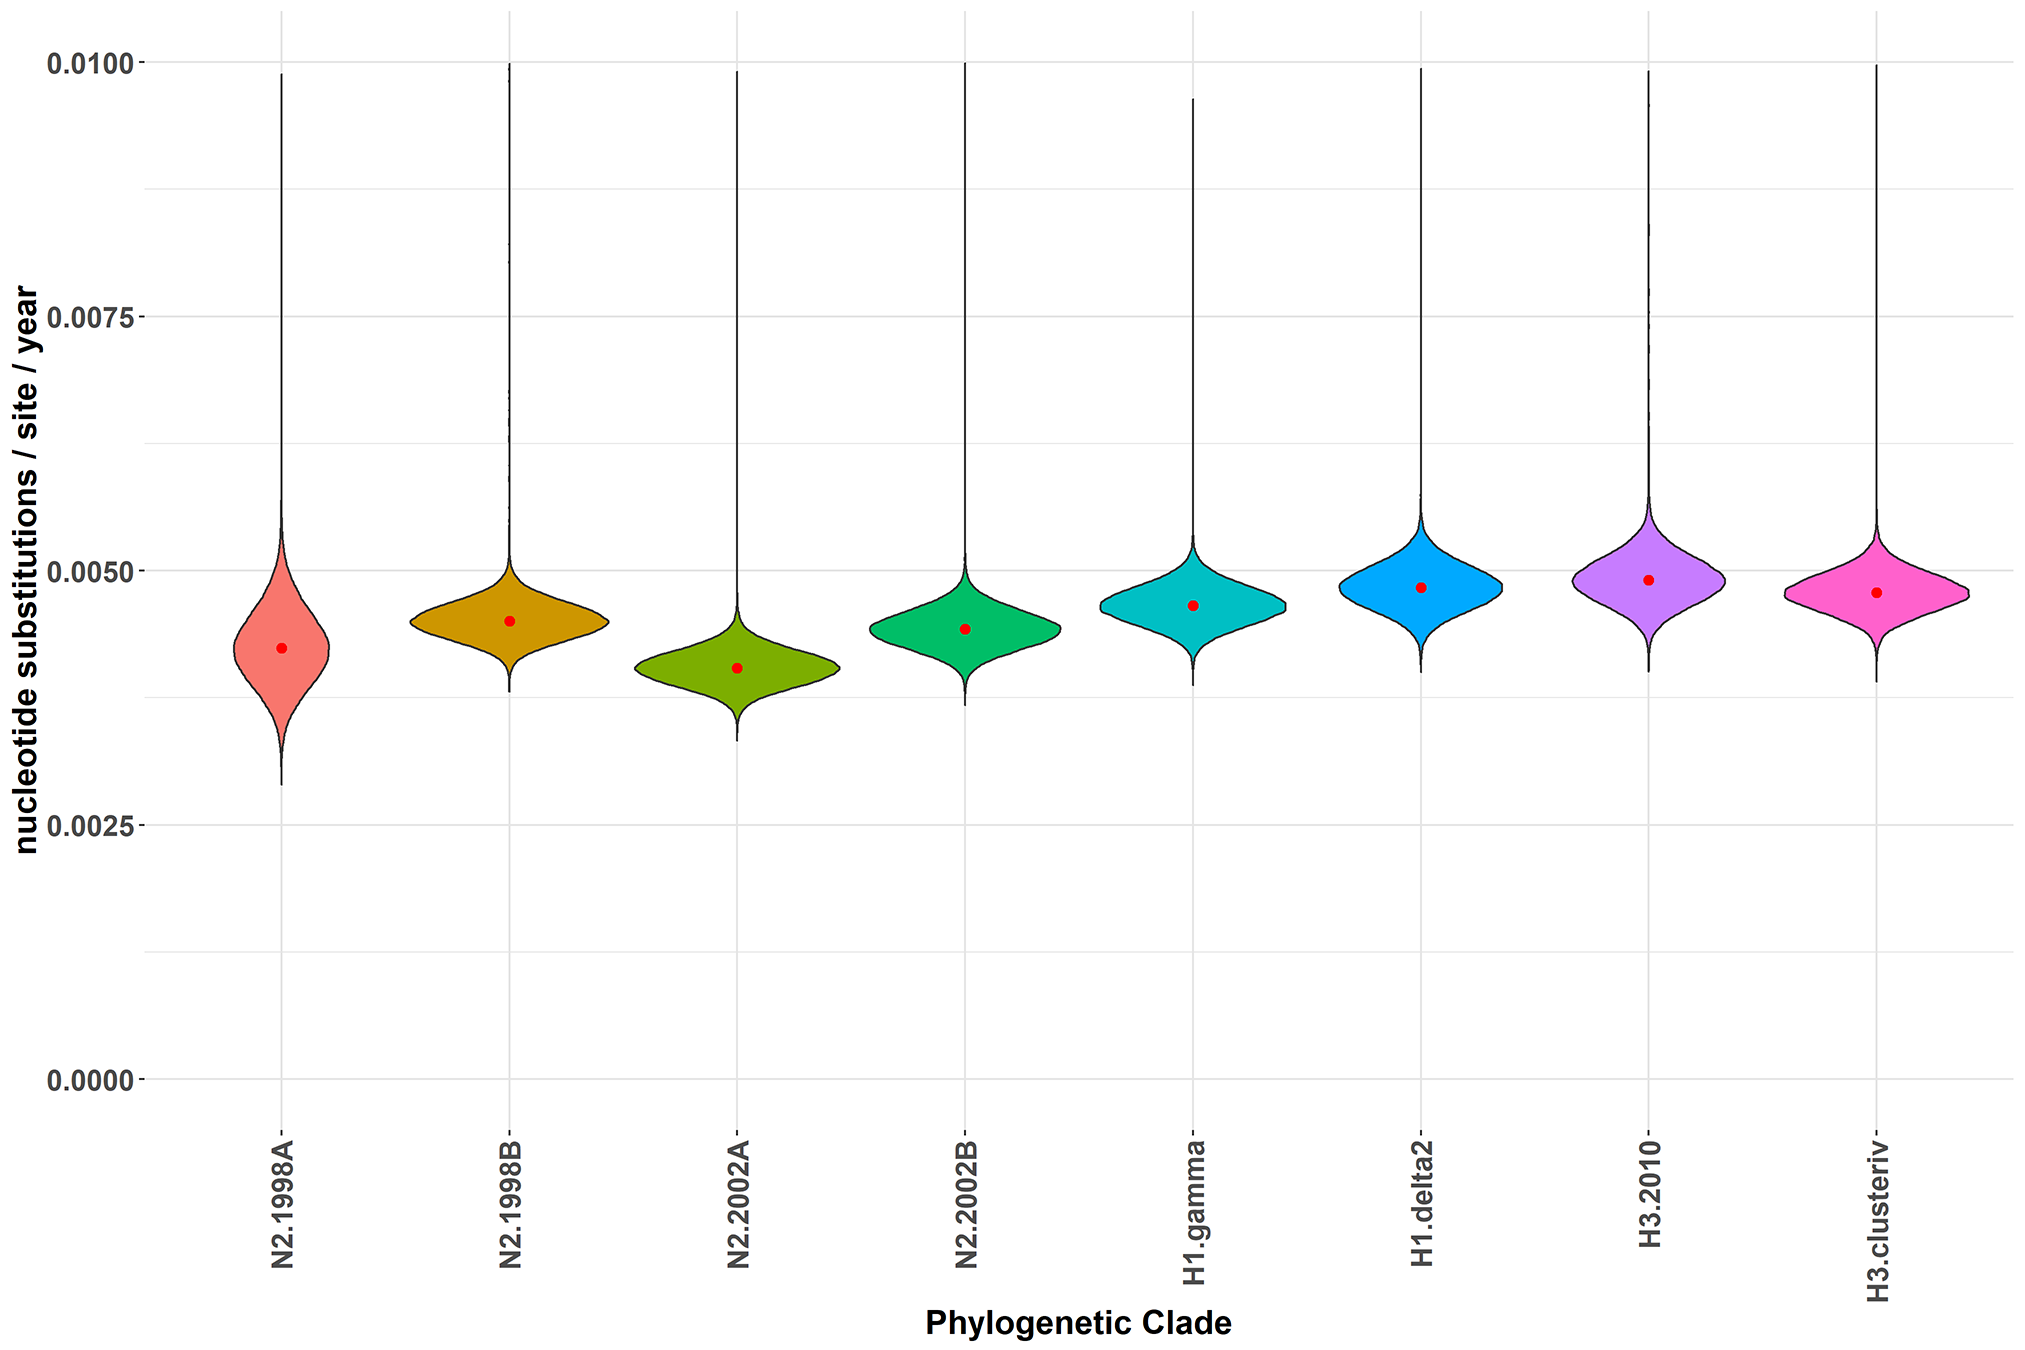 nucleotide substitutions / site / year
0.0100
0.0075
0.0050
0.0025
0.0000
N2.1998A
N2.1998B
N2.2002A
N2.2002B
H1.gamma
H1.delta2
H3.2010
H3.clusteriv
Phylogenetic Clade